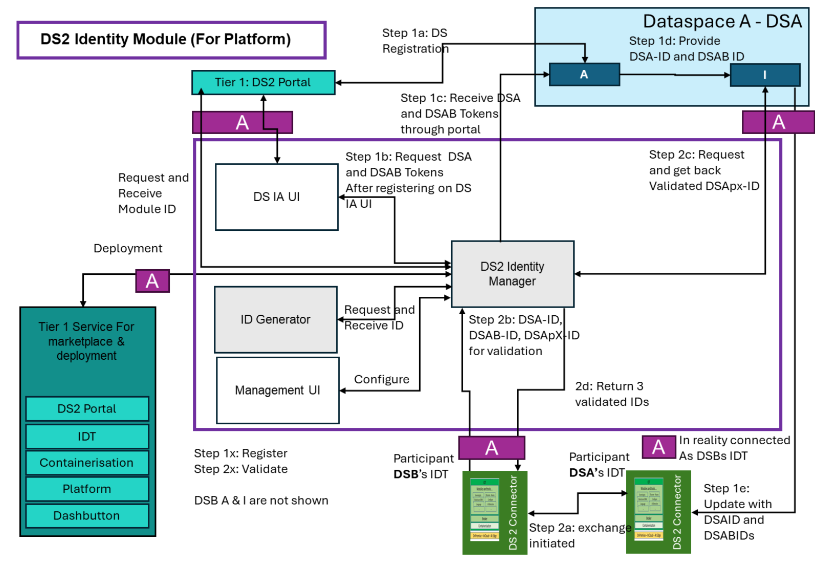 DS2 Identity Module (For Platform)
Dataspace A - DSA
Step 1a: DS
Registration
Step 1d: Provide
DSA-ID and DSAB ID
A
I
Tier 1: DS2 Portal
Step 1c: Receive DSA
and DSAB Tokens
through portal
A
A
Request and
Receive
Module ID
DS IA UI
Step 1b: Request DSA
and DSAB Tokens
After registering on DS
IA UI
Step 2c: Request
and get back
Validated DSApx-ID
Deployment
A
DS2 Identity
Manager
ID Generator
Request and
Receive ID
Step 2b: DSA-ID,
DSAB-ID, DSApX-ID
for validation
Tier 1 Service For
marketplace &
deployment
DS2 Portal
IDT
Containerisation
Platform
Dashbutton
Management UI
Configure
2d: Return 3
validated IDs
Step 1x: Register
Step 2x: Validate
DSB A & I are not shown
A
Participant
DSB's IDT
Participant
DSA's IDT
A
In reality connected
As DSBs IDT
DS 2 Connector
Step 2a: exchange
initiated
DS 2 Connector
Step 1e:
Update with
DSAID and
DSABIDs